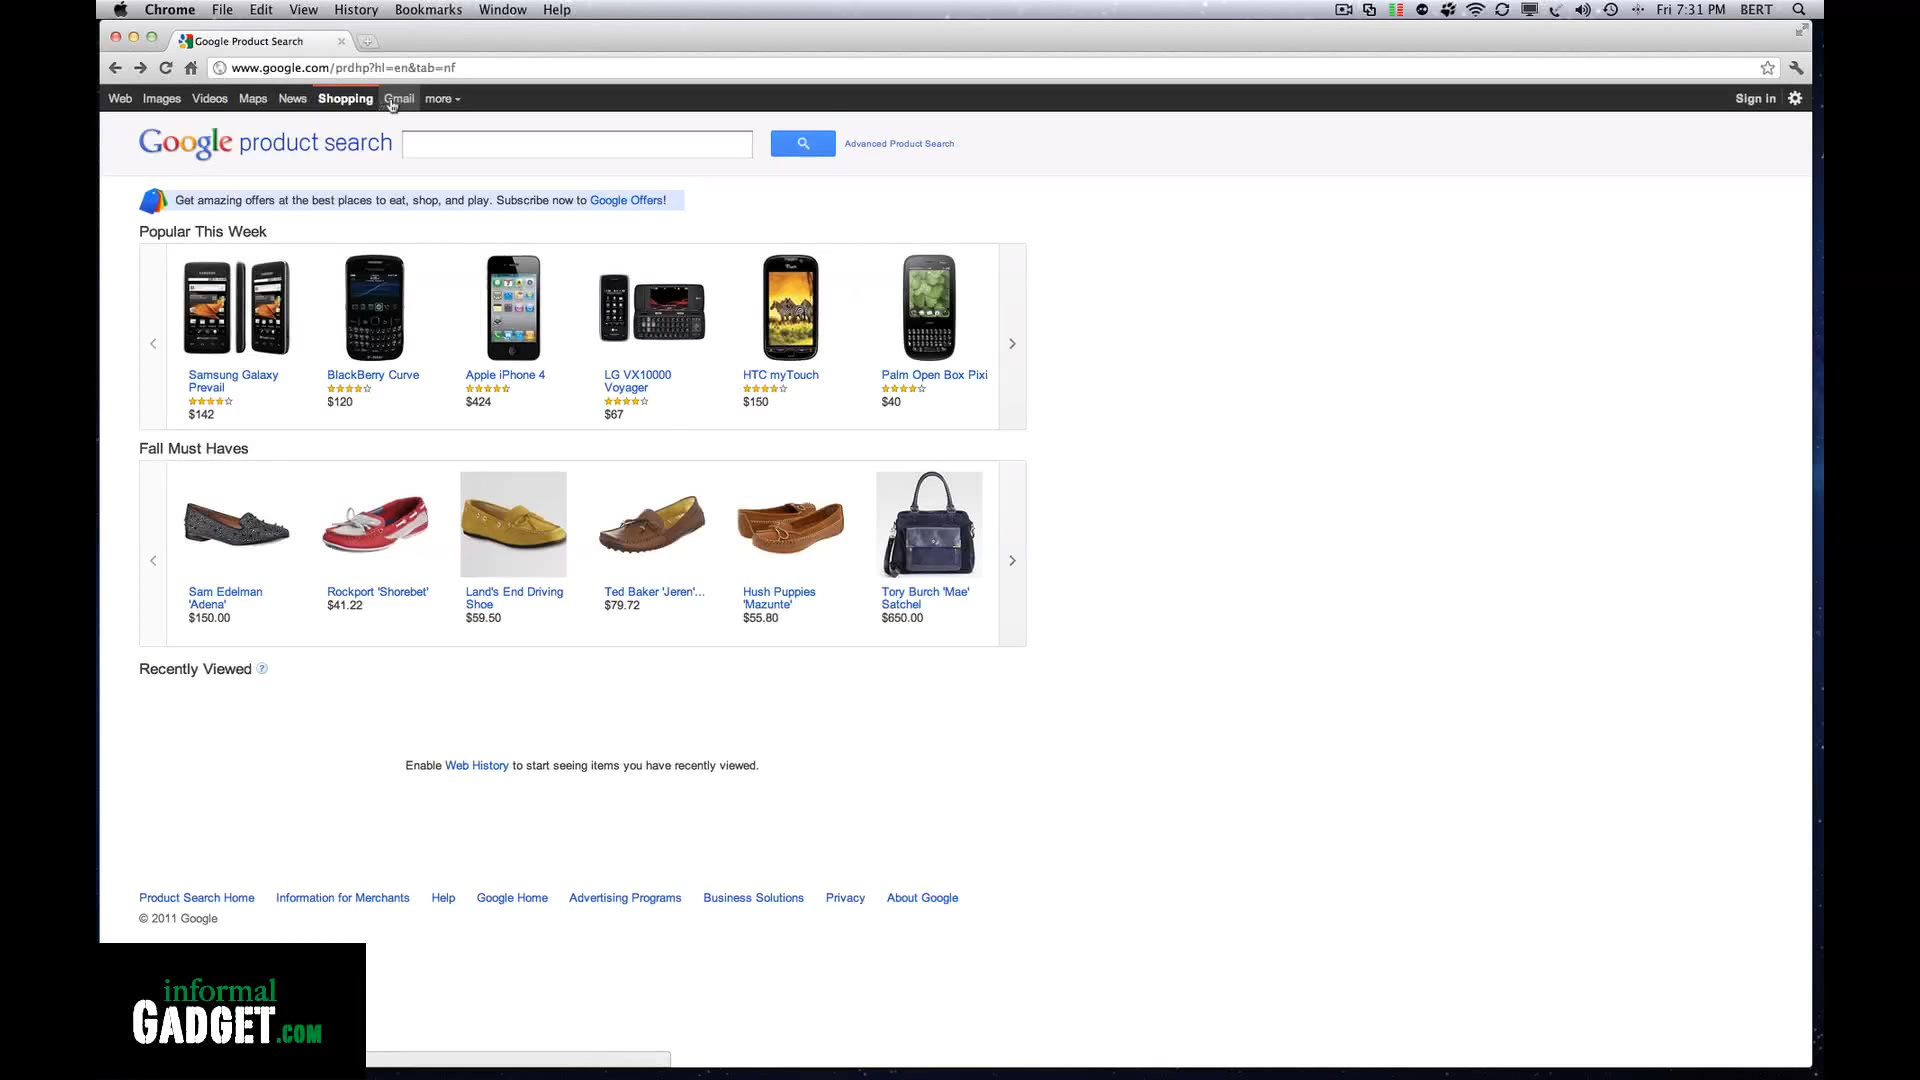 Chrome File Edit View History Bookmarks Window Help Fri 7:31 PM BERT
Google Product Search
www.google.com/prdhp?hl=en&tab=nf
Web Images Videos Maps News Shopping Gmail more Sign in
Google product search Advanced Product Search
Get amazing offers at the best places to eat, shop, and play. Subscribe now to Google Offers!
Popular This Week
Samsung Galaxy Prevail
$142
BlackBerry Curve
$120
Apple iPhone 4
$424
LG VX10000 Voyager
$67
HTC myTouch
$150
Palm Open Box Pixi
$40
Fall Must Haves
Sam Edelman 'Adena'
$150.00
Rockport 'Shorebet'
$41.22
Land's End Driving Shoe
$59.50
Ted Baker 'Jeren'...
$79.72
Hush Puppies 'Mazunte'
$55.80
Tory Burch 'Mae' Satchel
$650.00
Recently Viewed ?
Enable Web History to start seeing items you have recently viewed.
Product Search Home Information for Merchants Help Google Home Advertising Programs Business Solutions Privacy About Google
© 2011 Google
informal
GADGET.COM